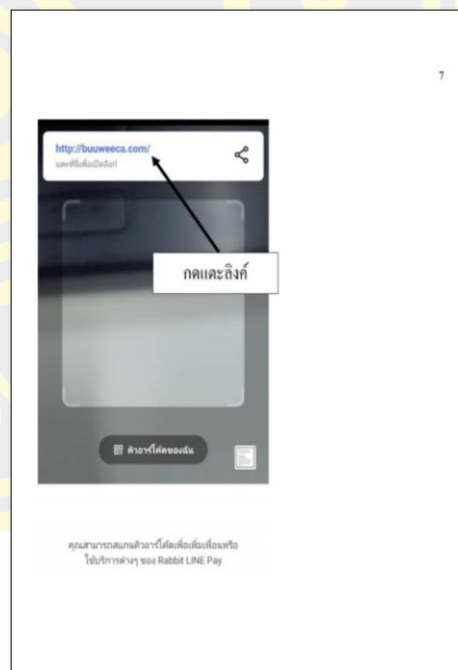 7
http://buuweeca.com/
แตะที่นี่เพื่อเปิดลิงก์
กดแตะลิงค์
คิวอาร์โค้ดของฉัน
คุณสามารถสแกนคิวอาร์โค้ดเพื่อเพิ่มเพื่อนหรือ
ใช้บริการต่างๆ ของ Rabbit LINE Pay